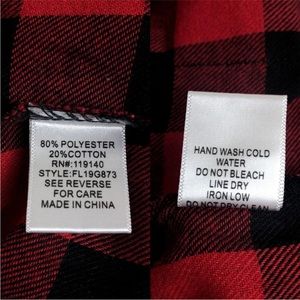 80% POLYESTER
20%COTTON
RN#:119140
STYLE:FL19G873
SEE REVERSE
FOR CARE
MADE IN CHINA
HAND WASH COLD
WATER
DO NOT BLEACH
LINE DRY
IRON LOW
DO NOT DRY CLEAN